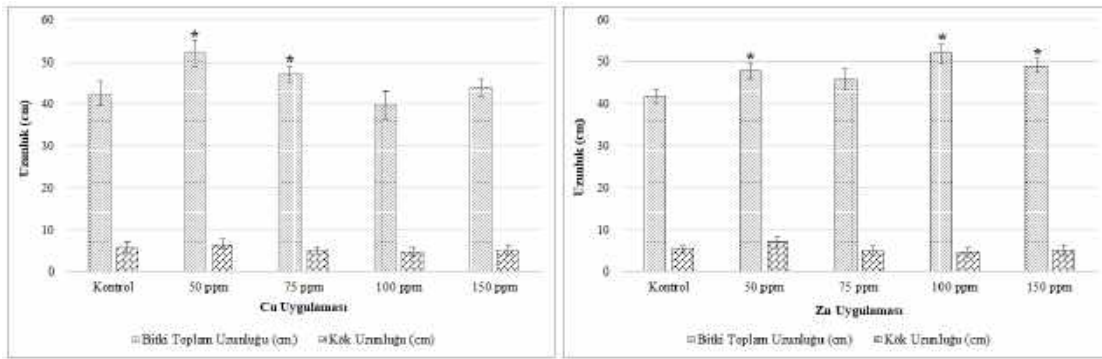 60
50
40
30
20
10
0
Uzunluk (cm)
*
*
Kontrol 50 ppm 75 ppm 100 ppm 150 ppm
Cu Uygulaması
Bitki Toplam Uzunluğu (cm) Kök Uzunluğu (cm)
60
50
40
30
20
10
0
Uzunluk (cm)
*
*
*
Kontrol 50 ppm 75 ppm 100 ppm 150 ppm
Zn Uygulaması
Bitki Toplam Uzunluğu (cm) Kök Uzunluğu (cm)